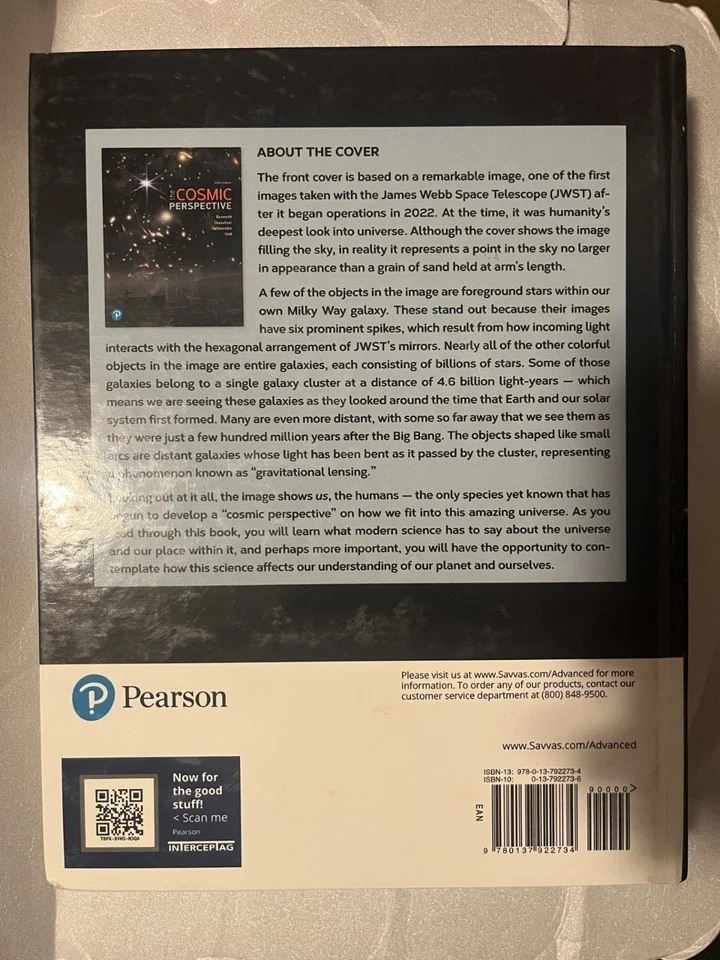 THE
COSMIC
PERSPECTIVE
Bennett
Donahue
Schneider
Voit
ABOUT THE COVER
The front cover is based on a remarkable image, one of the first
images taken with the James Webb Space Telescope (JWST) af-
ter it began operations in 2022. At the time, it was humanity's
deepest look into universe. Although the cover shows the image
filling the sky, in reality it represents a point in the sky no larger
in appearance than a grain of sand held at arm's length.
A few of the objects in the image are foreground stars within our
own Milky Way galaxy. These stand out because their images
have six prominent spikes, which result from how incoming light
interacts with the hexagonal arrangement of JWST's mirrors. Nearly all of the other colorful
objects in the image are entire galaxies, each consisting of billions of stars. Some of those
galaxies belong to a single galaxy cluster at a distance of 4.6 billion light-years — which
means we are seeing these galaxies as they looked around the time that Earth and our solar
system first formed. Many are even more distant, with some so far away that we see them as
they were just a few hundred million years after the Big Bang. The objects shaped like small
arcs are distant galaxies whose light has been bent as it passed by the cluster, representing
a phenomenon known as "gravitational lensing."
Looking out at it all, the image shows us, the humans — the only species yet known that has
begun to develop a "cosmic perspective" on how we fit into this amazing universe. As you
read through this book, you will learn what modern science has to say about the universe
and our place within it, and perhaps more important, you will have the opportunity to con-
template how this science affects our understanding of our planet and ourselves.
P Pearson
Please visit us at www.Savvas.com/Advanced for more
information. To order any of our products, contact our
customer service department at (800) 848-9500.
www.Savvas.com/Advanced
Now for
the good
stuff!
< Scan me
Pearson
INTERCEPTAG
ISBN-13: 978-0-13-792273-4
ISBN-10: 0-13-792273-6
90000>
EAN
9 780137 922734